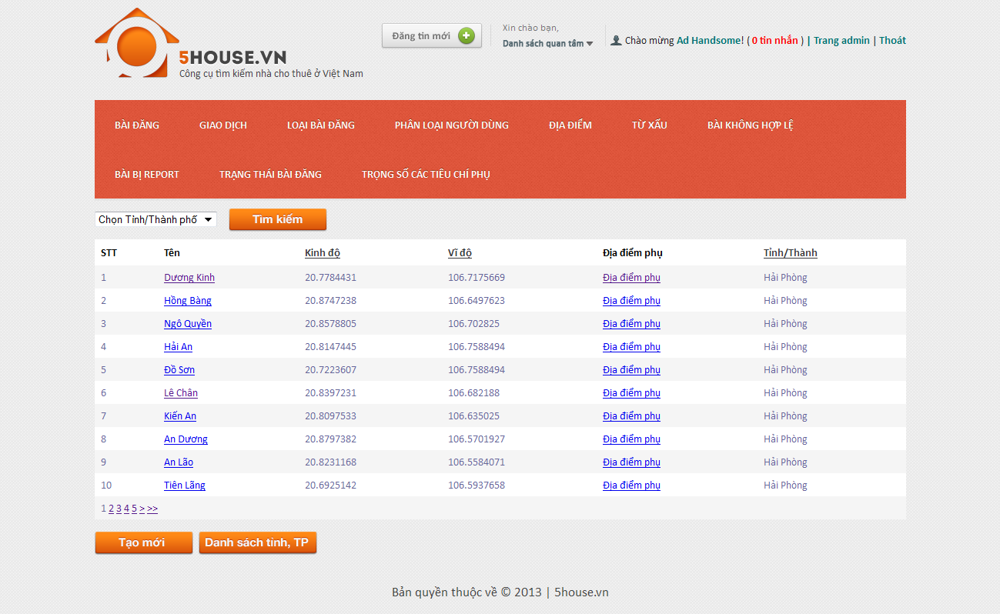 5HOUSE.VN
Công cụ tìm kiếm nhà cho thuê ở Việt Nam
Đăng tin mới
Xin chào bạn,
Danh sách quan tâm
Chào mừng Ad Handsome! ( 0 tin nhắn ) | Trang admin | Thoát
BÀI ĐĂNG GIAO DỊCH LOẠI BÀI ĐĂNG PHÂN LOẠI NGƯỜI DÙNG ĐỊA ĐIỂM TỪ XẤU BÀI KHÔNG HỢP LỆ
BÀI BỊ REPORT TRẠNG THÁI BÀI ĐĂNG TRỌNG SỐ CÁC TIÊU CHÍ PHỤ
Chọn Tỉnh/Thành phố Tìm kiếm
STT Tên Kinh độ Vĩ độ Địa điểm phụ Tỉnh/Thành
1 Dương Kinh 20.7784431 106.7175669 Địa điểm phụ Hải Phòng
2 Hồng Bàng 20.8747238 106.6497623 Địa điểm phụ Hải Phòng
3 Ngô Quyền 20.8578805 106.702825 Địa điểm phụ Hải Phòng
4 Hải An 20.8147445 106.7588494 Địa điểm phụ Hải Phòng
5 Đồ Sơn 20.7223607 106.7588494 Địa điểm phụ Hải Phòng
6 Lê Chân 20.8397231 106.682188 Địa điểm phụ Hải Phòng
7 Kiến An 20.8097533 106.635025 Địa điểm phụ Hải Phòng
8 An Dương 20.8797382 106.5701927 Địa điểm phụ Hải Phòng
9 An Lão 20.8231168 106.5584071 Địa điểm phụ Hải Phòng
10 Tiên Lãng 20.6925142 106.5937658 Địa điểm phụ Hải Phòng
1 2 3 4 5 > >>
Tạo mới Danh sách tỉnh, TP
Bản quyền thuộc về © 2013 | 5house.vn